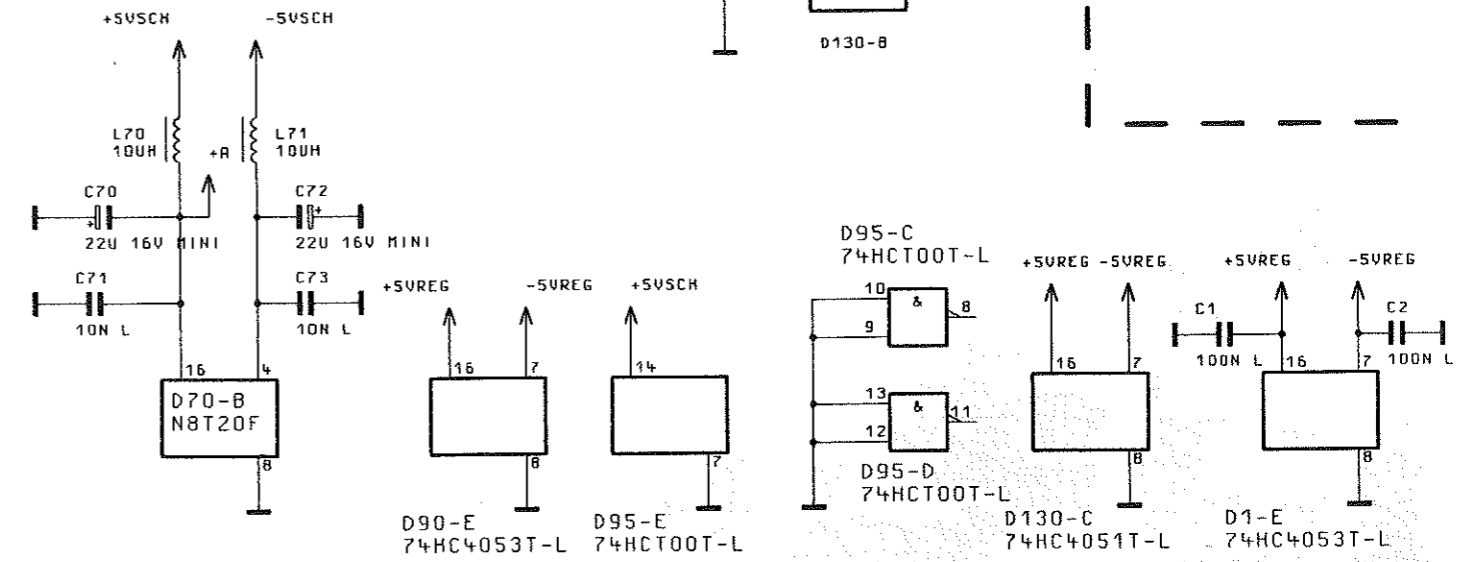 +5VSCH
-5VSCH
D130-B
L70
10UH
+A
L71
10UH
C70
+
22U 16V MINI
C72
+
22U 16V MINI
C71
10N L
C73
10N L
16
4
D70-B
N8T20F
8
+5VREG
-5VREG
16
7
8
D90-E
74HC4053T-L
+5VSCH
14
7
D95-E
74HCT00T-L
D95-C
74HCT00T-L
10
&
8
9
13
&
11
12
D95-D
74HCT00T-L
+5VREG -5VREG
16
7
8
D130-C
74HC4051T-L
+5VREG
-5VREG
C1
100N L
C2
100N L
16
7
8
D1-E
74HC4053T-L